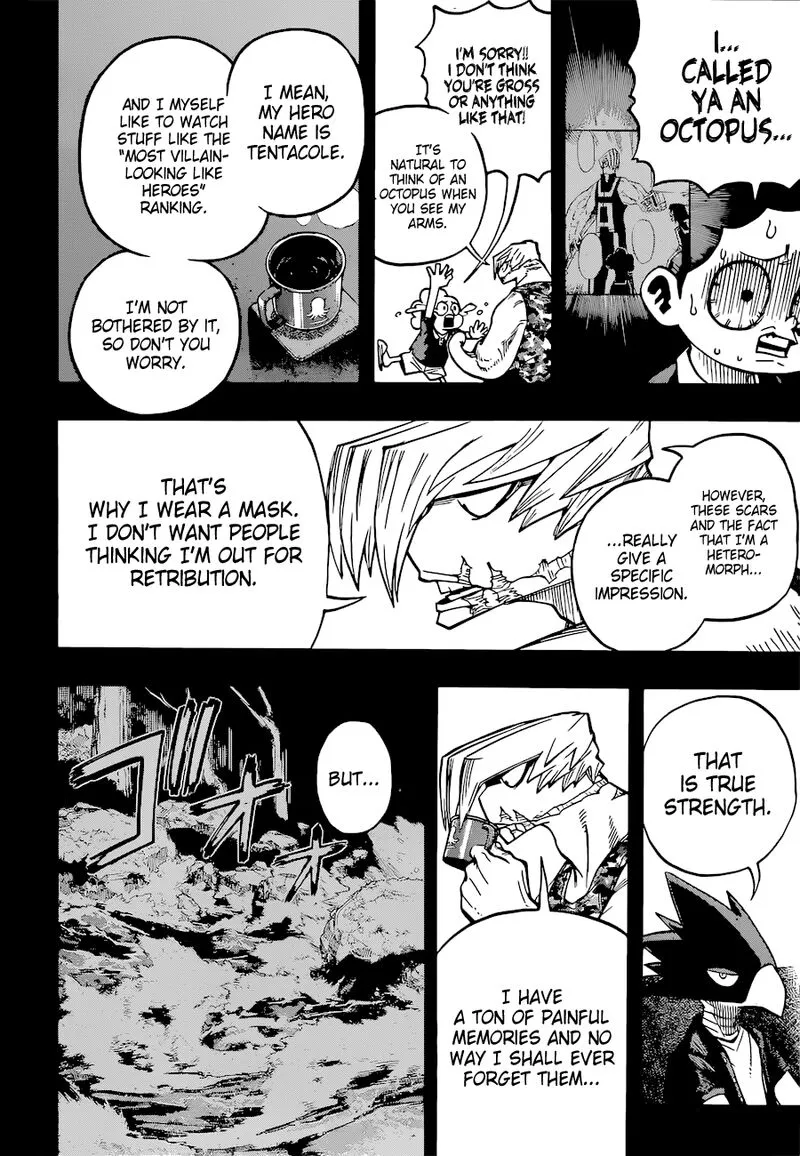 I...
CALLED
YA AN
OCTOPUS...
I'M SORRY!!
I DON'T THINK
YOU'RE GROSS
OR ANYTHING
LIKE THAT!
IT'S
NATURAL TO
THINK OF AN
OCTOPUS WHEN
YOU SEE MY
ARMS.
I MEAN,
MY HERO
NAME IS
TENTACOLE.
AND I MYSELF
LIKE TO WATCH
STUFF LIKE THE
"MOST VILLAIN-
LOOKING LIKE
HEROES"
RANKING.
I'M NOT
BOTHERED BY IT,
SO DON'T YOU
WORRY.
HOWEVER,
THESE SCARS
AND THE FACT
THAT I'M A
HETERO-
MORPH...
...REALLY
GIVE A
SPECIFIC
IMPRESSION.
THAT'S
WHY I WEAR A MASK.
I DON'T WANT PEOPLE
THINKING I'M OUT FOR
RETRIBUTION.
THAT
IS TRUE
STRENGTH.
I HAVE
A TON OF PAINFUL
MEMORIES AND NO
WAY I SHALL EVER
FORGET THEM...
BUT...
ゴオオオ